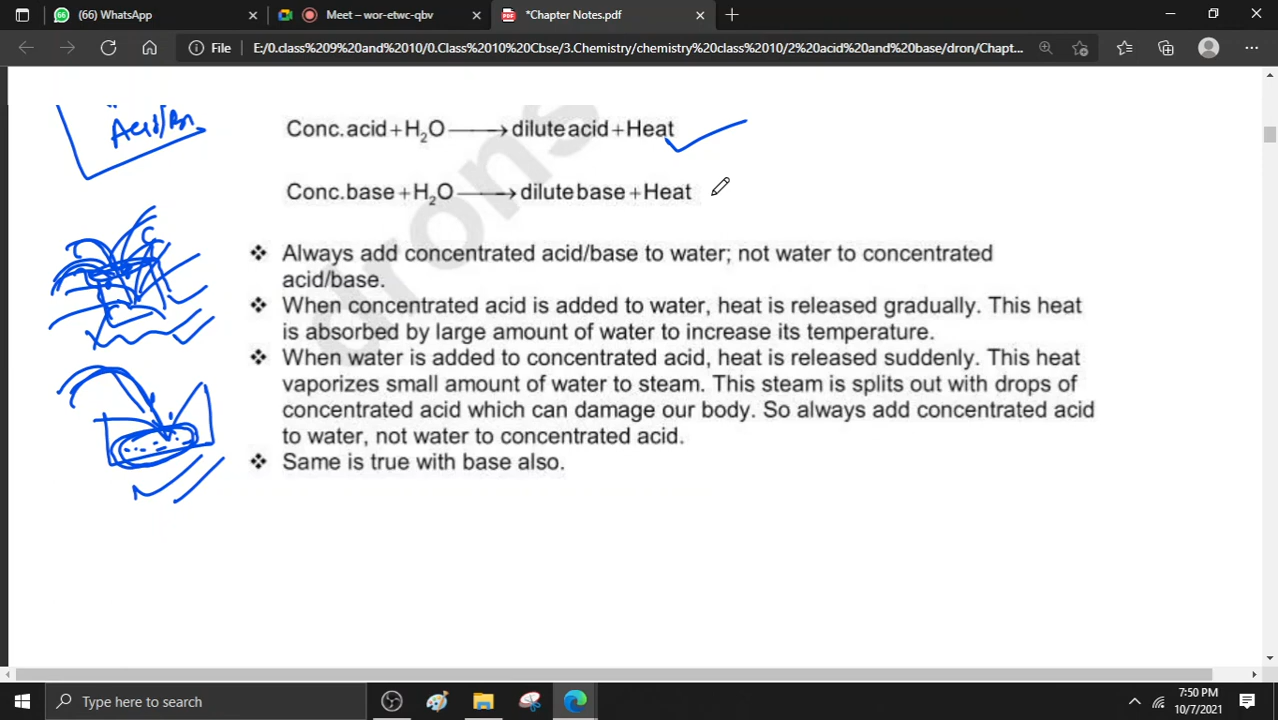 (66) WhatsApp
Meet – wor-etwc-qbv
*Chapter Notes.pdf
File
E:/0.class%209%20and%2010/0.Class%2010%20Cbse/3.Chemistry/chemistry%20class%2010/2%20acid%20and%20base/dron/Chapt...
Acid/
Conc.acid+H₂O ⟶ diluteacid+Heat
Conc.base+H₂O ⟶ dilutebase+Heat
drons
❖ Always add concentrated acid/base to water; not water to concentrated
acid/base.
❖ When concentrated acid is added to water, heat is released gradually. This heat
is absorbed by large amount of water to increase its temperature.
❖ When water is added to concentrated acid, heat is released suddenly. This heat
vaporizes small amount of water to steam. This steam is splits out with drops of
concentrated acid which can damage our body. So always add concentrated acid
to water, not water to concentrated acid.
❖ Same is true with base also.
Type here to search
7:50 PM
10/7/2021